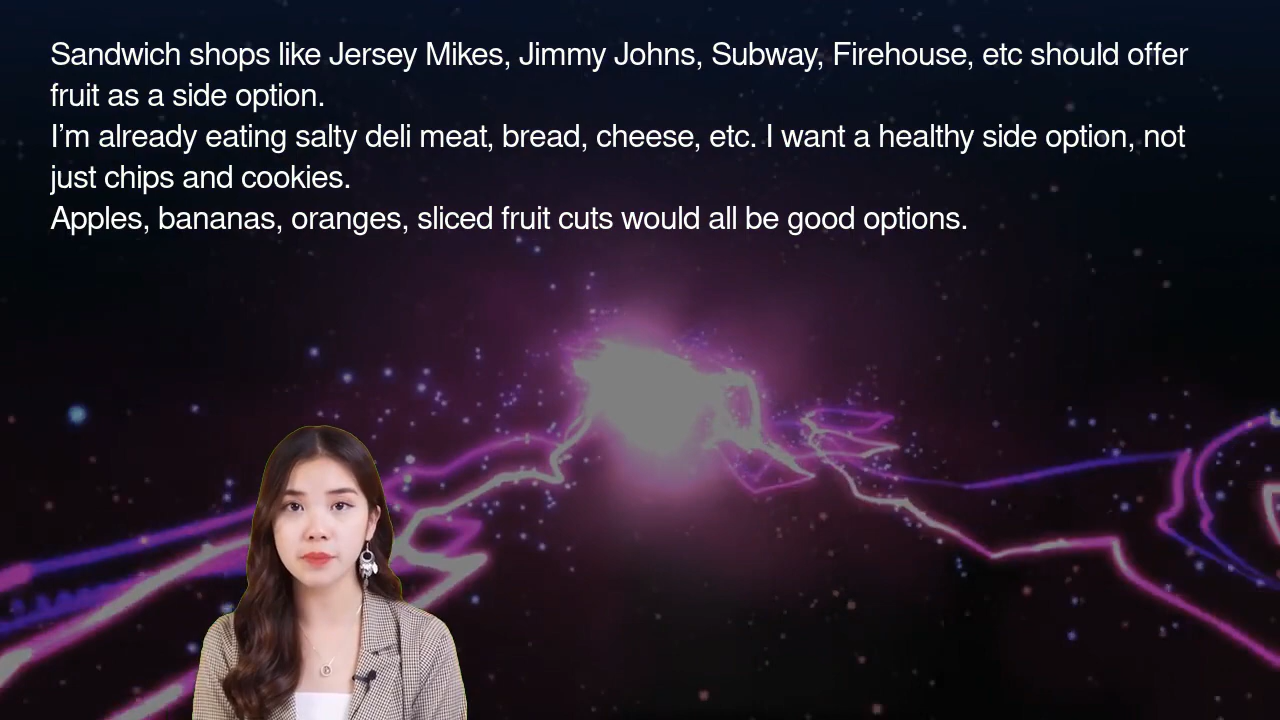 Sandwich shops like Jersey Mikes, Jimmy Johns, Subway, Firehouse, etc should offer
fruit as a side option.
I’m already eating salty deli meat, bread, cheese, etc. I want a healthy side option, not
just chips and cookies.
Apples, bananas, oranges, sliced fruit cuts would all be good options.